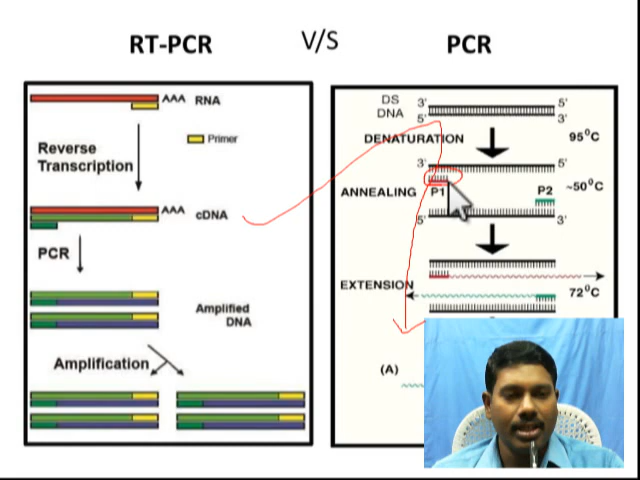 RT-PCR V/S PCR
AAA RNA
Primer
Reverse
Transcription
AAA cDNA
PCR
Amplified
DNA
Amplification
DS 3' 5'
DNA 5' 3'
DENATURATION 95°C
3' 5'
ANNEALING P1 P2 ~50°C
5' 3'
EXTENSION 72°C
(A)